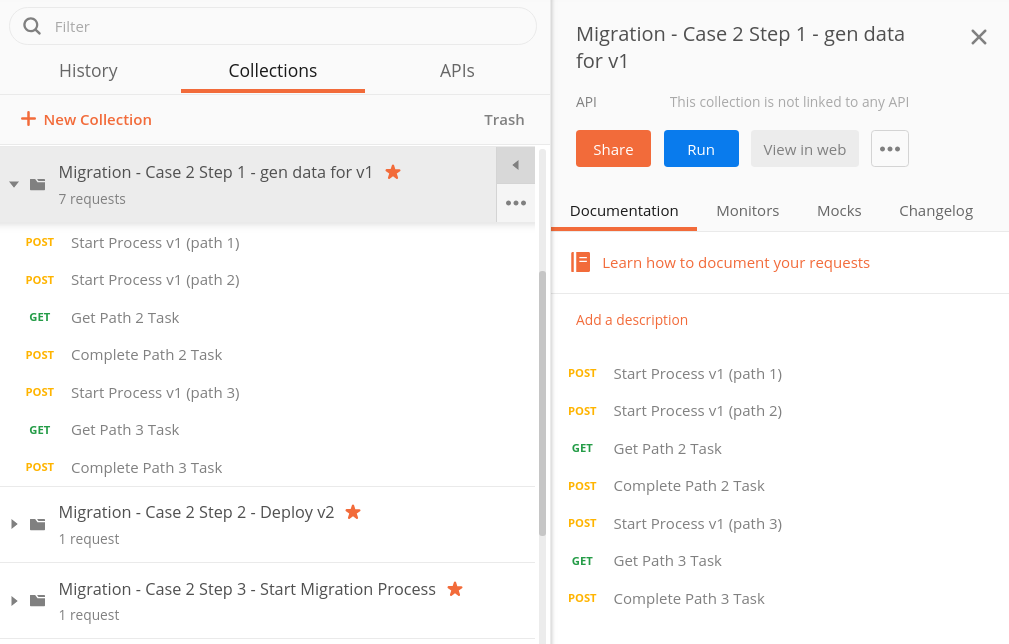 Filter
History
Collections
APIs
New Collection
Trash
Migration - Case 2 Step 1 - gen data for v1
7 requests
POST Start Process v1 (path 1)
POST Start Process v1 (path 2)
GET Get Path 2 Task
POST Complete Path 2 Task
POST Start Process v1 (path 3)
GET Get Path 3 Task
POST Complete Path 3 Task
Migration - Case 2 Step 2 - Deploy v2
1 request
Migration - Case 2 Step 3 - Start Migration Process
1 request
Migration - Case 2 Step 1 - gen data
for v1
API This collection is not linked to any API
Share Run View in web
Documentation Monitors Mocks Changelog
Learn how to document your requests
Add a description
POST Start Process v1 (path 1)
POST Start Process v1 (path 2)
GET Get Path 2 Task
POST Complete Path 2 Task
POST Start Process v1 (path 3)
GET Get Path 3 Task
POST Complete Path 3 Task